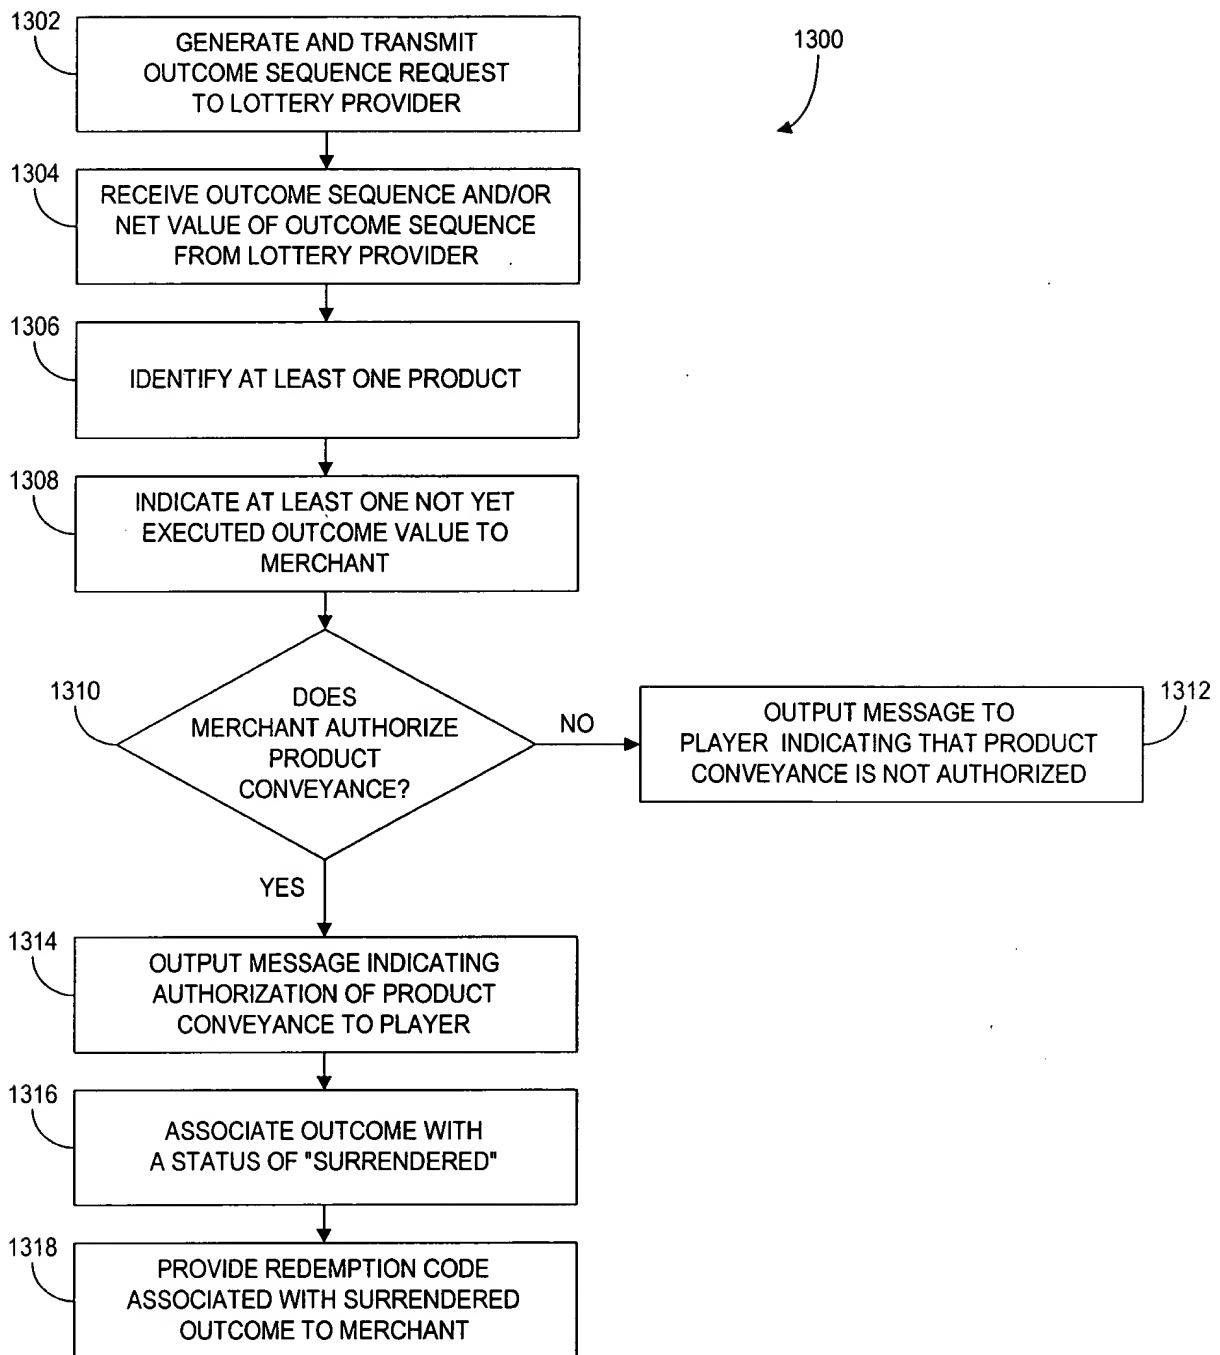 1302
GENERATE AND TRANSMIT
OUTCOME SEQUENCE REQUEST
TO LOTTERY PROVIDER
1300
1304
RECEIVE OUTCOME SEQUENCE AND/OR
NET VALUE OF OUTCOME SEQUENCE
FROM LOTTERY PROVIDER
1306
IDENTIFY AT LEAST ONE PRODUCT
1308
INDICATE AT LEAST ONE NOT YET
EXECUTED OUTCOME VALUE TO
MERCHANT
1310
DOES
MERCHANT AUTHORIZE
PRODUCT
CONVEYANCE?
NO
1312
OUTPUT MESSAGE TO
PLAYER INDICATING THAT PRODUCT
CONVEYANCE IS NOT AUTHORIZED
YES
1314
OUTPUT MESSAGE INDICATING
AUTHORIZATION OF PRODUCT
CONVEYANCE TO PLAYER
1316
ASSOCIATE OUTCOME WITH
A STATUS OF "SURRENDERED"
1318
PROVIDE REDEMPTION CODE
ASSOCIATED WITH SURRENDERED
OUTCOME TO MERCHANT